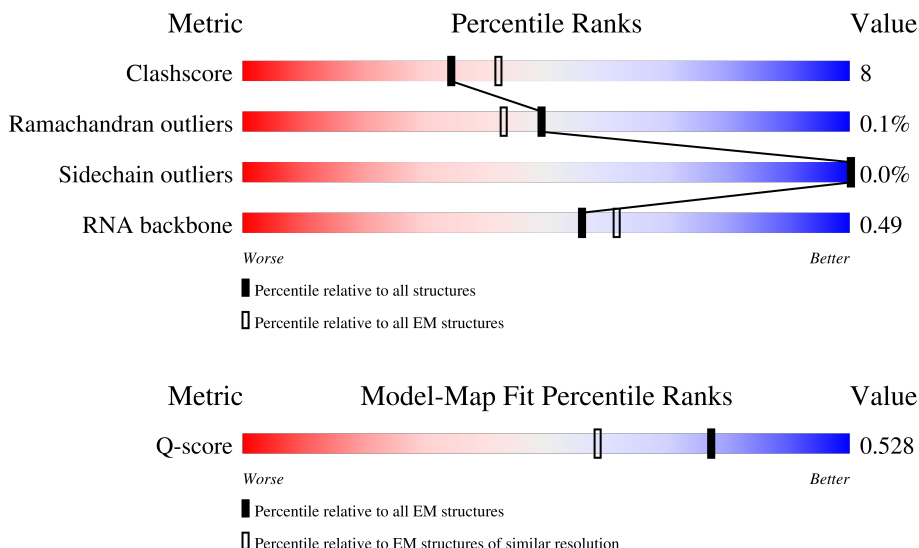 Metric Percentile Ranks Value
Clashscore 8
Ramachandran outliers 0.1%
Sidechain outliers 0.0%
RNA backbone 0.49
Worse Better
Percentile relative to all structures
Percentile relative to all EM structures
Metric Model-Map Fit Percentile Ranks Value
Q-score 0.528
Worse Better
Percentile relative to all EM structures
Percentile relative to EM structures of similar resolution